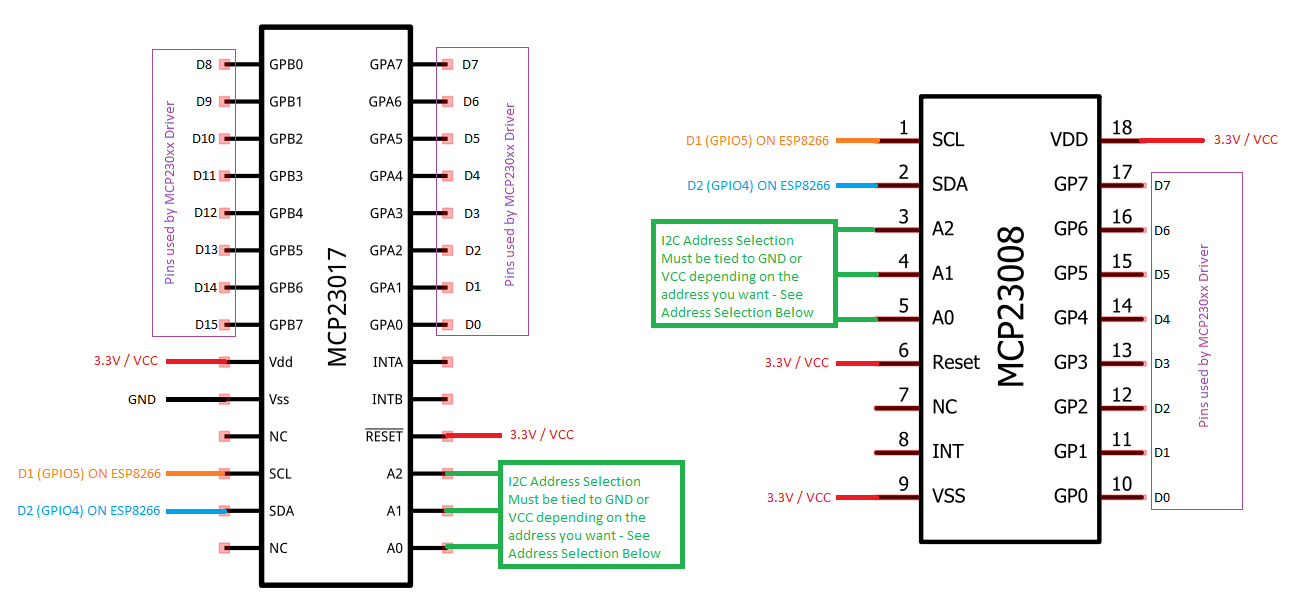 D8 GPB0 GPA7 D7
D9 GPB1 GPA6 D6
D10 GPB2 GPA5 D5
D11 GPB3 GPA4 D4
D12 GPB4 GPA3 D3
D13 GPB5 GPA2 D2
D14 GPB6 GPA1 D1
D15 GPB7 GPA0 D0
Pins used by MCP230xx Driver
Pins used by MCP230xx Driver
MCP23017
3.3V / VCC Vdd INTA
GND Vss INTB
NC RESET 3.3V / VCC
D1 (GPIO5) ON ESP8266 SCL A2
D2 (GPIO4) ON ESP8266 SDA A1
NC A0
I2C Address Selection
Must be tied to GND or
VCC depending on the
address you want - See
Address Selection Below
D1 (GPIO5) ON ESP8266 1 SCL VDD 18 3.3V / VCC
D2 (GPIO4) ON ESP8266 2 SDA GP7 17 D7
3 A2 GP6 16 D6
4 A1 GP5 15 D5
5 A0 GP4 14 D4
3.3V / VCC 6 Reset GP3 13 D3
7 NC GP2 12 D2
8 INT GP1 11 D1
3.3V / VCC 9 VSS GP0 10 D0
I2C Address Selection
Must be tied to GND or
VCC depending on the
address you want - See
Address Selection Below
MCP23008
Pins used by MCP230xx Driver